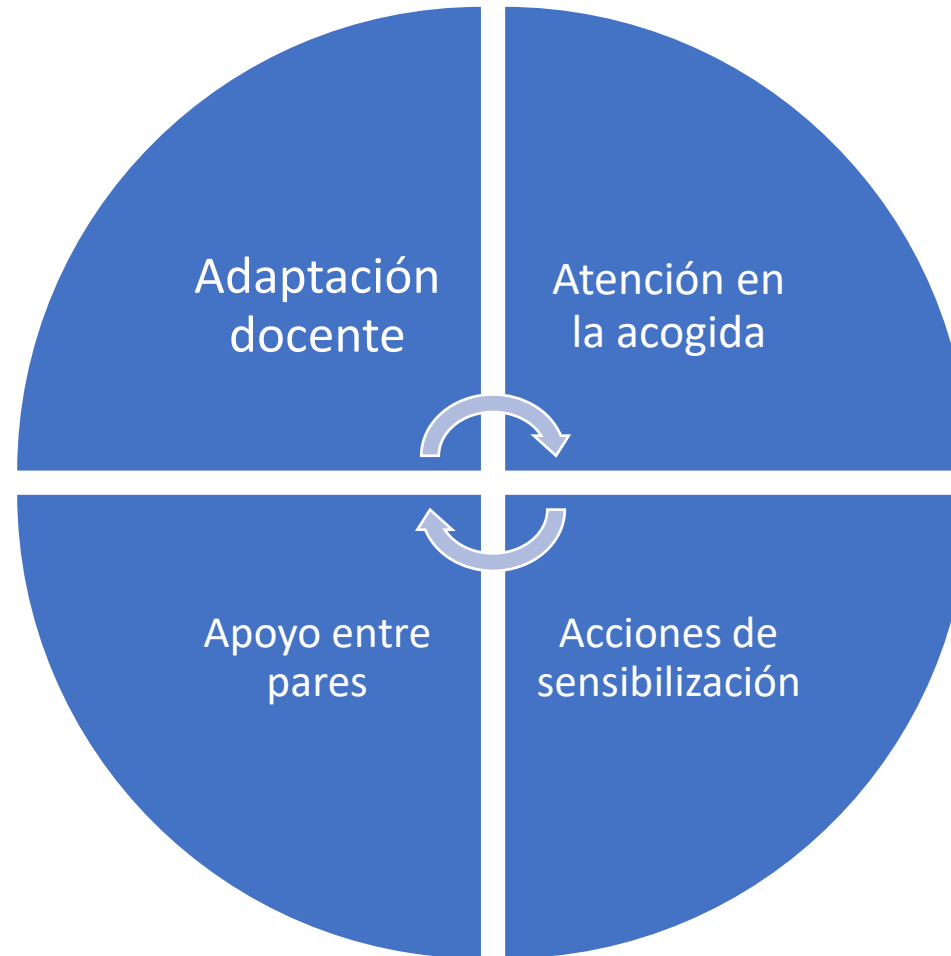 Adaptación
docente
Atención en
la acogida
Apoyo entre
pares
Acciones de
sensibilización